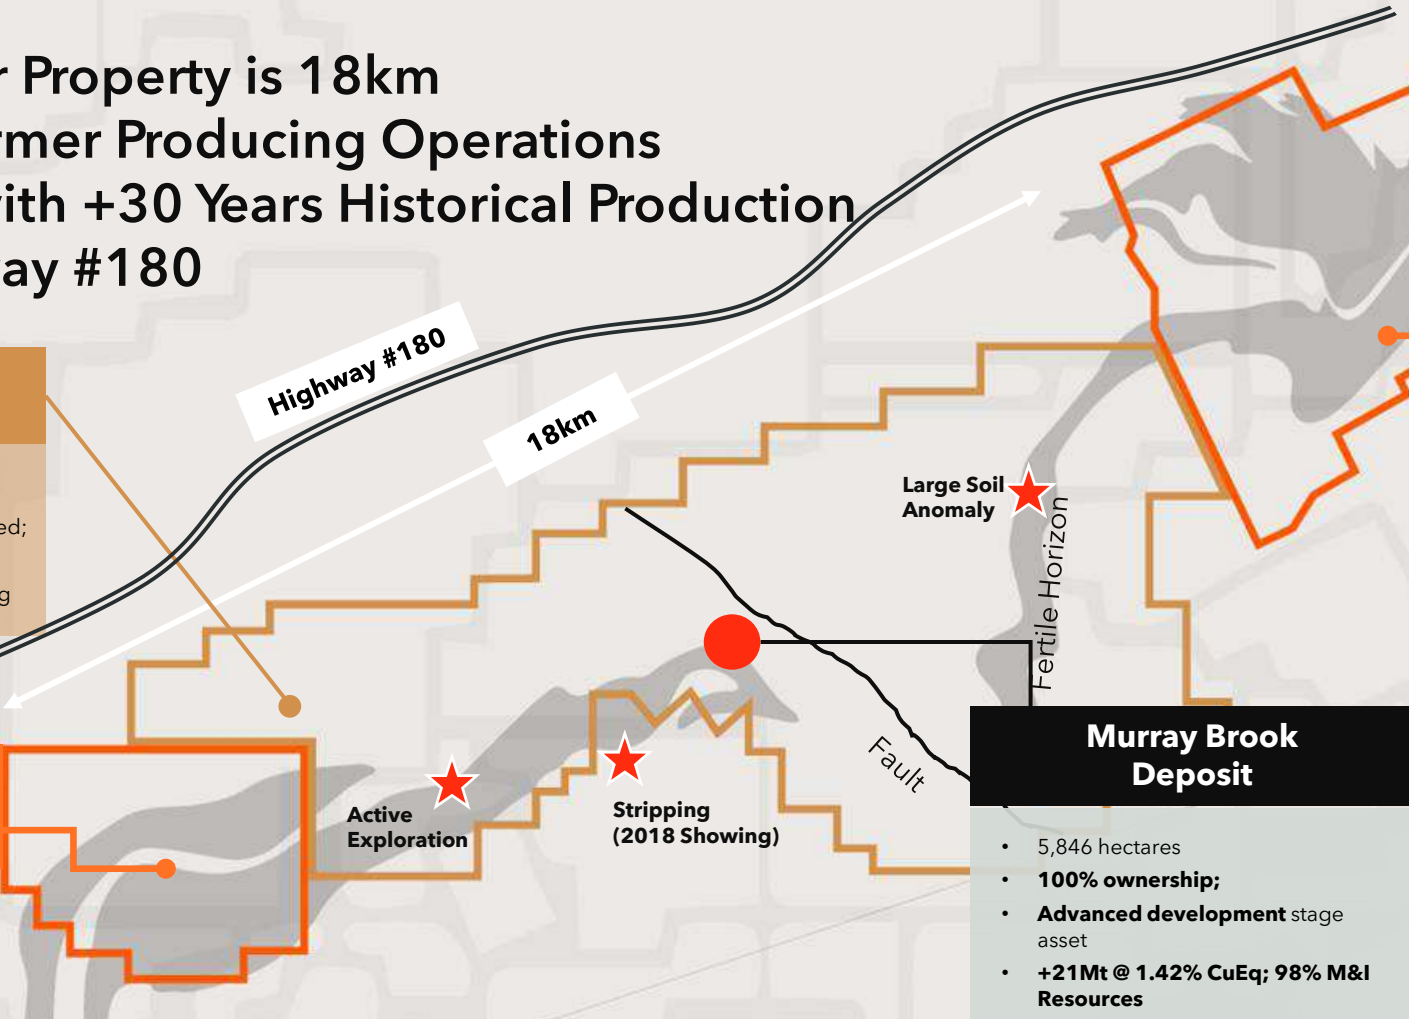 r Property is 18km
rmer Producing Operations
with +30 Years Historical Production
ay #180
Highway #180
18km
ed;
g
Large Soil
Anomaly
Fertile Horizon
Fault
Active
Exploration
Stripping
(2018 Showing)
Murray Brook
Deposit
• 5,846 hectares
• 100% ownership;
• Advanced development stage
asset
• +21Mt @ 1.42% CuEq; 98% M&I
Resources